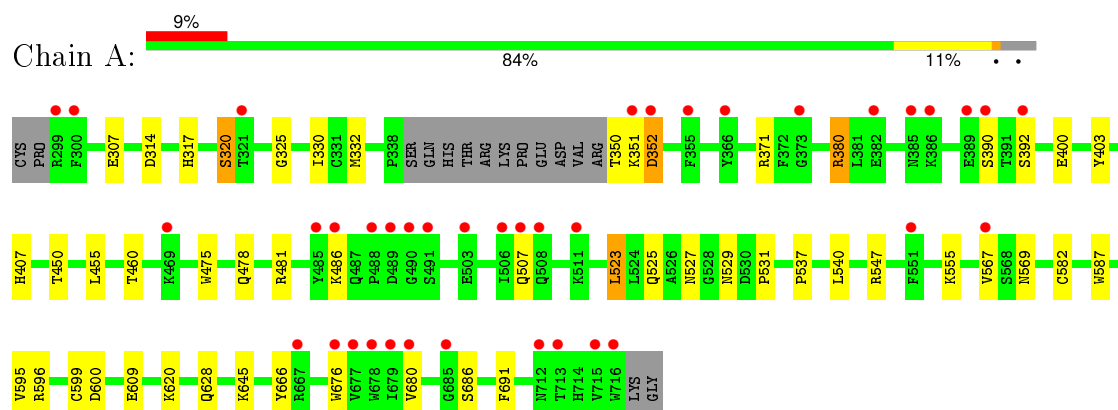 9%
Chain A:
84% 11% • •
CYS PRO R299 F300 E307 D314 H317 S320 T321 G325 I330 C331 M332 P338 SER GLN HIS THR ARG LYS PRO GLU ASP VAL ARG T350 K351 D352 F355 Y366 R371 F372 G373 R380 L381 E382 N385 K386 E389 S390 T391 S392 E400 Y403
H407 T450 L455 T460 K469 W475 Q478 R481 Y485 K486 Q487 P488 D489 G490 S491 E503 I506 Q507 Q508 K511 L523 L524 Q525 A526 N527 G528 N529 D530 P531 P537 L540 R547 F551 K555 V567 S568 N569 C582 W587
V595 R596 C599 D600 E609 K620 Q628 K645 Y666 R667 W676 V677 W678 I679 V680 G685 S686 F691 N712 T713 H714 V715 W716 LYS GLY